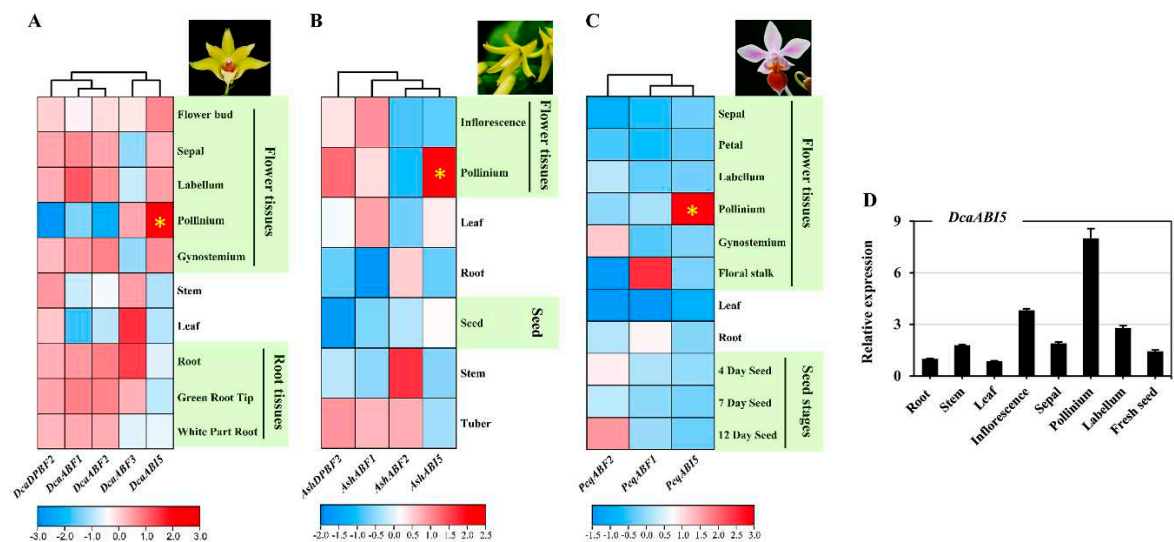 A
Flower bud
Sepal
Labellum
Pollinium
*
Gynostemium
Stem
Leaf
Root
Green Root Tip
White Part Root
Flower tissues
Root tissues
DcaDPBF2
DcaABF1
DcaABF2
DcaABF3
DcaABI5
-3.0 -2.0 -1.0 0.0 1.0 2.0 3.0
B
Inflorescence
Pollinium
*
Leaf
Root
Seed
Stem
Tuber
Flower tissues
Seed
AshDPBF2
AshABF1
AshABF2
AshABI5
-2.0 -1.5 -1.0 -0.5 0.0 0.5 1.0 1.5 2.0 2.5
C
Sepal
Petal
Labellum
Pollinium
*
Gynostemium
Floral stalk
Leaf
Root
4 Day Seed
7 Day Seed
12 Day Seed
Flower tissues
Seed stages
PeqABF2
PeqABF1
PeqABI5
-1.5 -1.0 -0.5 0.0 0.5 1.0 1.5 2.0 2.5 3.0
D
DcaABI5
Relative expression
9
6
3
0
Root
Stem
Leaf
Inflorescence
Sepal
Pollinium
Labellum
Fresh seed